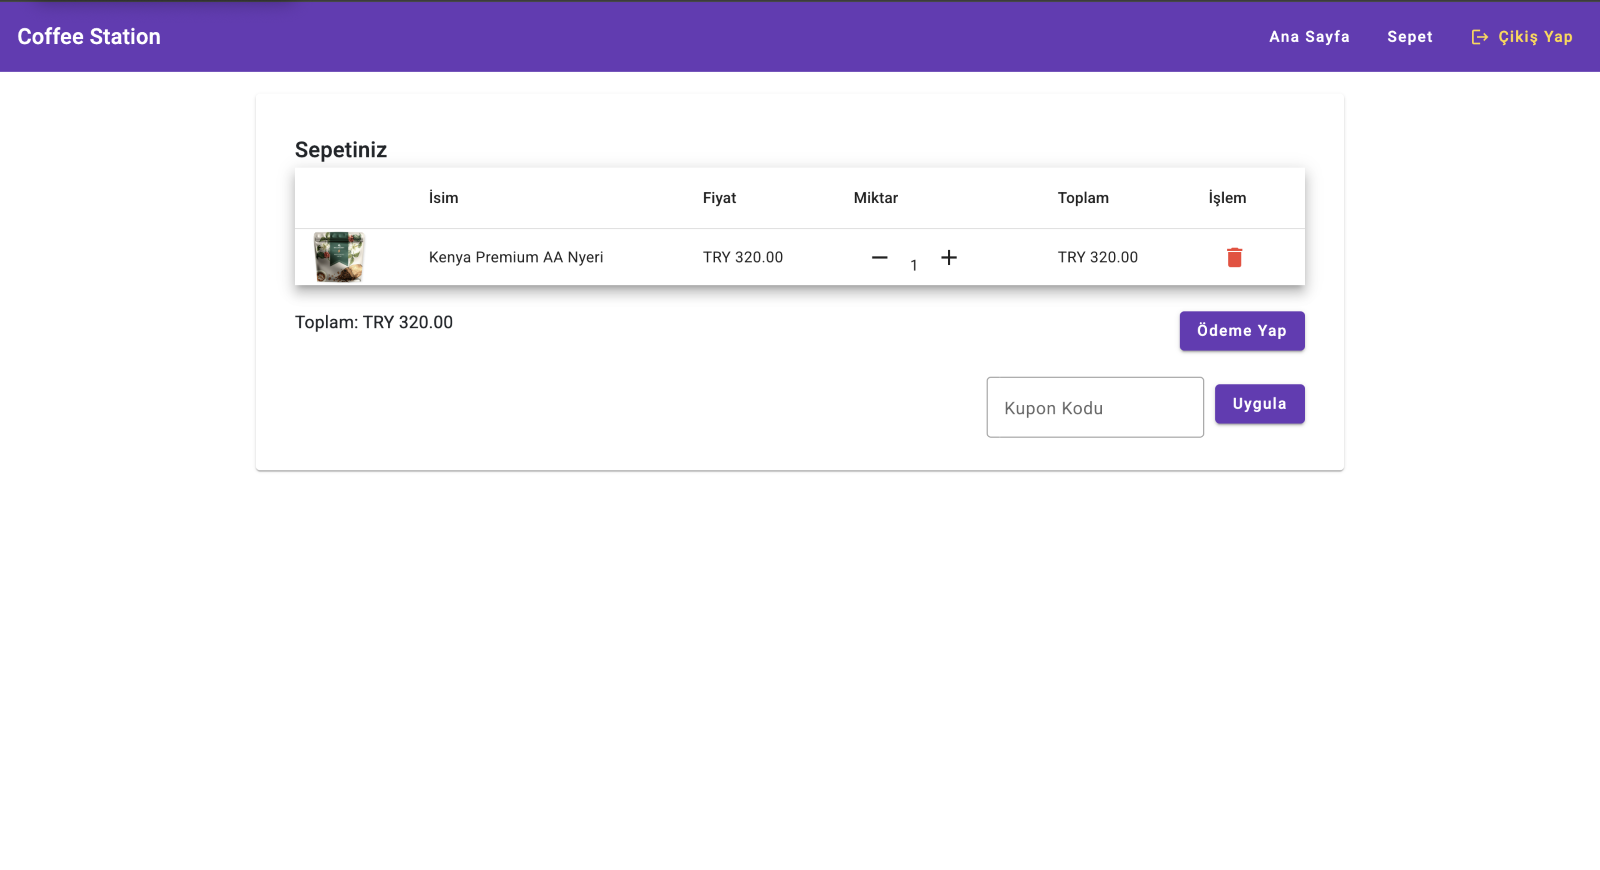 Coffee Station
Ana Sayfa Sepet Çikiş Yap
Sepetiniz
İsim Fiyat Miktar Toplam İşlem
Kenya Premium AA Nyeri TRY 320.00 1 TRY 320.00
Toplam: TRY 320.00
Ödeme Yap
Kupon Kodu Uygula